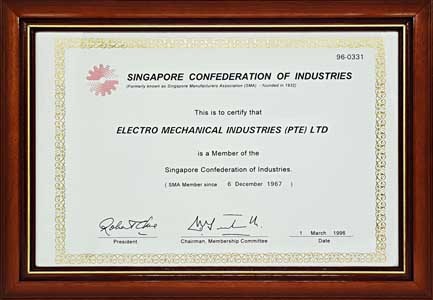 96-0331
SINGAPORE CONFEDERATION OF INDUSTRIES
(Formerly known as Singapore Manufacturers Association (SMA) - founded in 1932)
This is to certify that
ELECTRO MECHANICAL INDUSTRIES (PTE) LTD
is a Member of the
Singapore Confederation of Industries.
( SMA Member since 6 December 1967 )
President
Chairman, Membership Committee
1 March 1996
Date